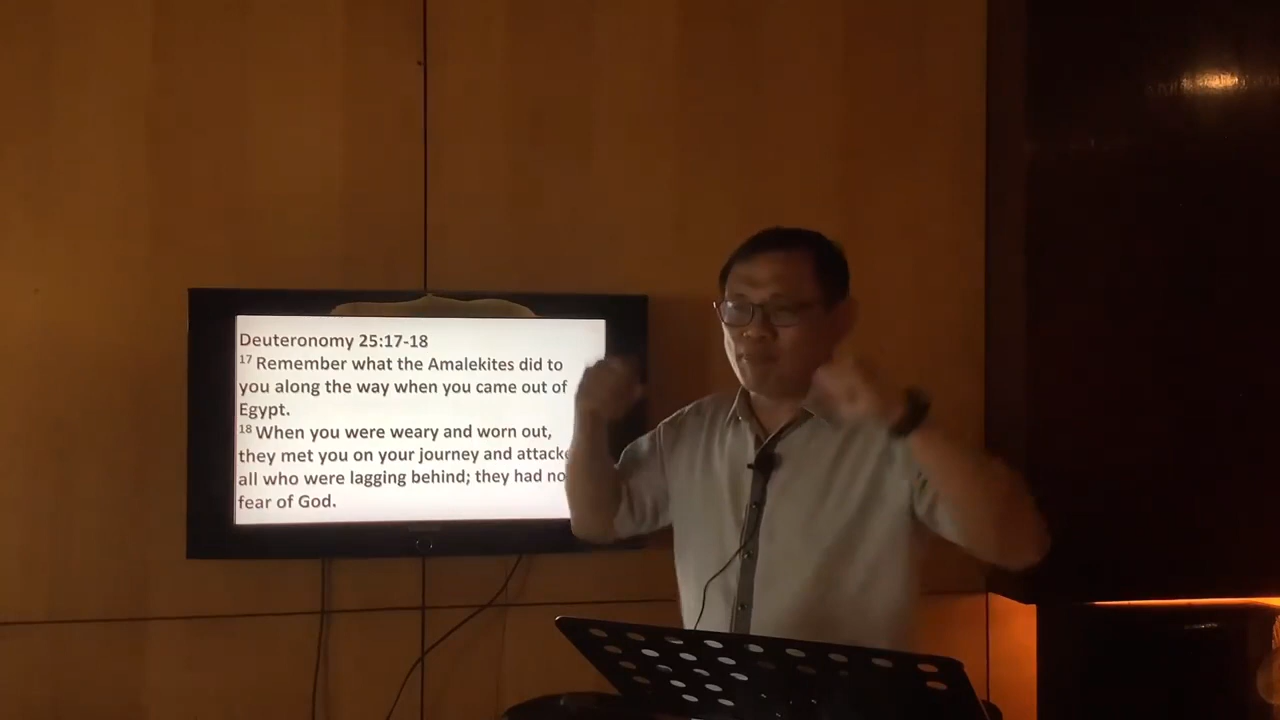 Deuteronomy 25:17-18
17 Remember what the Amalekites did to
you along the way when you came out of
Egypt.
18 When you were weary and worn out,
they met you on your journey and attacke
all who were lagging behind; they had no
fear of God.